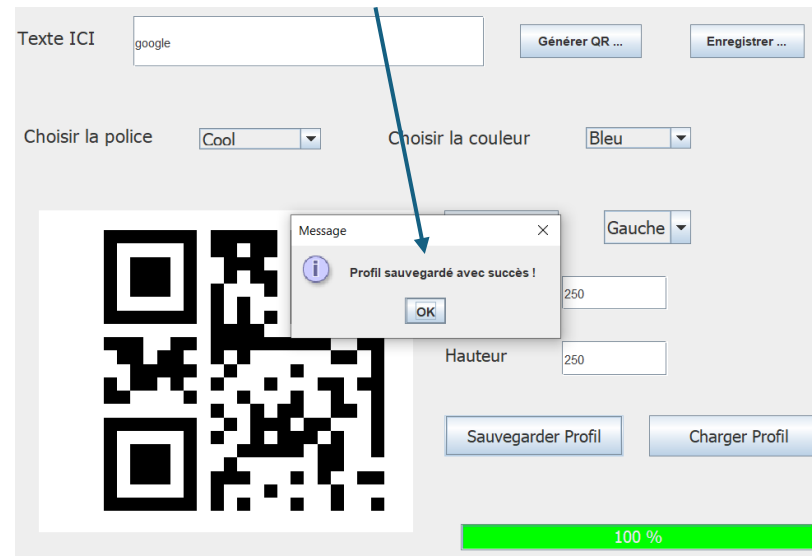 Texte ICI
google
Générer QR ...
Enregistrer ...
Choisir la police
Cool
Choisir la couleur
Bleu
Message
Gauche
Profil sauvegardé avec succès !
250
OK
Hauteur
250
Sauvegarder Profil
Charger Profil
100 %